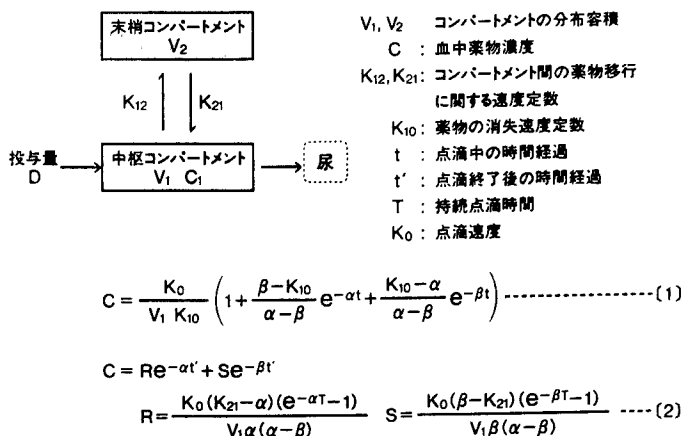 末梢コンパートメント
V₂
K₁₂
K₂₁
投与量
D
中枢コンパートメント
V₁ C₁
尿
V₁, V₂ コンパートメントの分布容積
C : 血中薬物濃度
K₁₂, K₂₁ : コンパートメント間の薬物移行
に関する速度定数
K₁₀ : 薬物の消失速度定数
t : 点滴中の時間経過
t′ : 点滴終了後の時間経過
T : 持続点滴時間
K₀ : 点滴速度
C = K₀/(V₁ K₁₀) (1 + (β−K₁₀)/(α−β) e^(−αt) + (K₁₀−α)/(α−β) e^(−βt)) ------------〔1〕
C = Re^(−αt′) + Se^(−βt′)
R = K₀(K₂₁−α)(e^(−αT)−1)/(V₁α(α−β)) S = K₀(β−K₂₁)(e^(−βT)−1)/(V₁β(α−β)) ----〔2〕